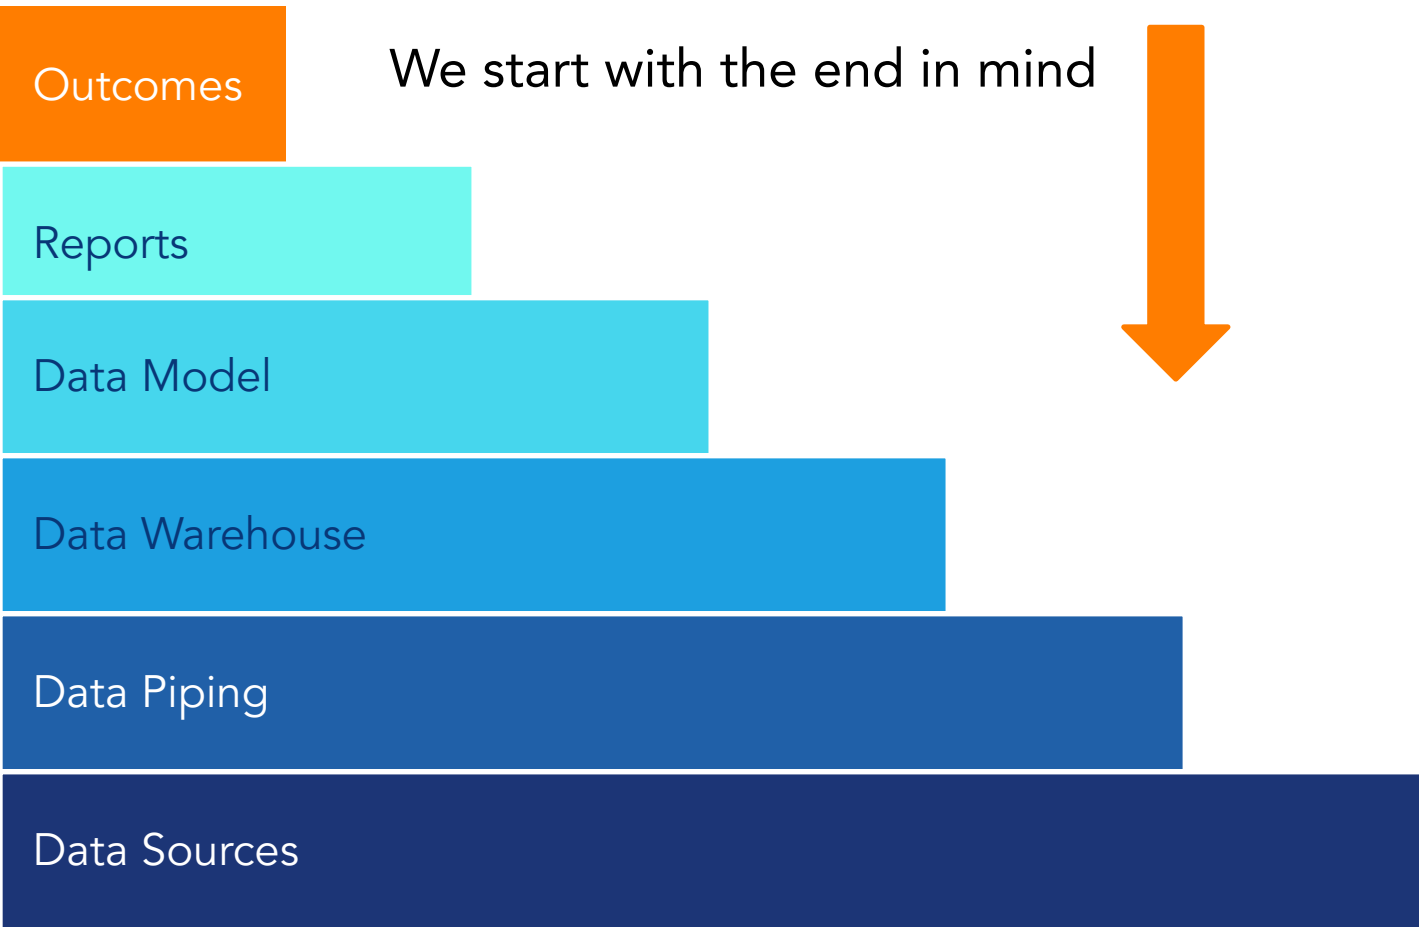 Outcomes
We start with the end in mind
Reports
Data Model
Data Warehouse
Data Piping
Data Sources